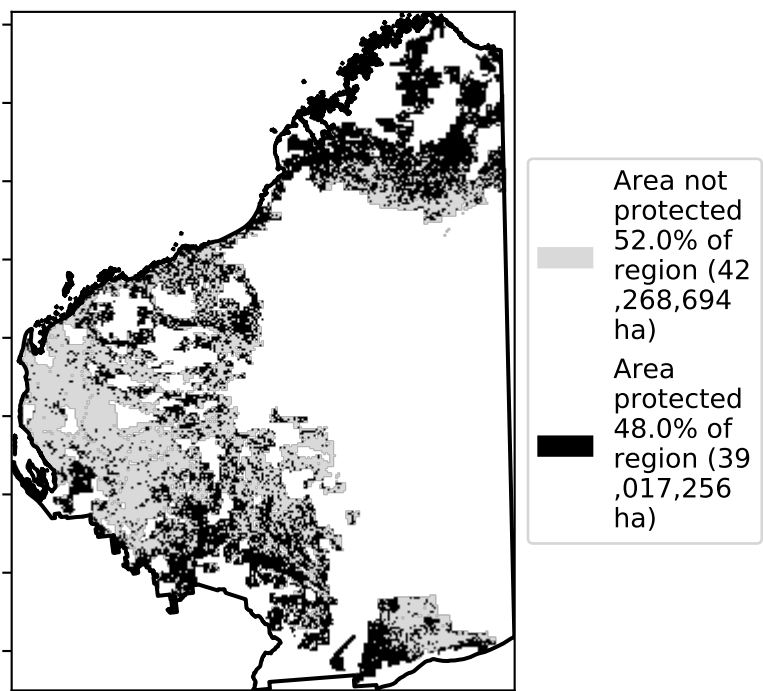 Area not
protected
52.0% of
region (42
,268,694
ha)
Area
protected
48.0% of
region (39
,017,256
ha)